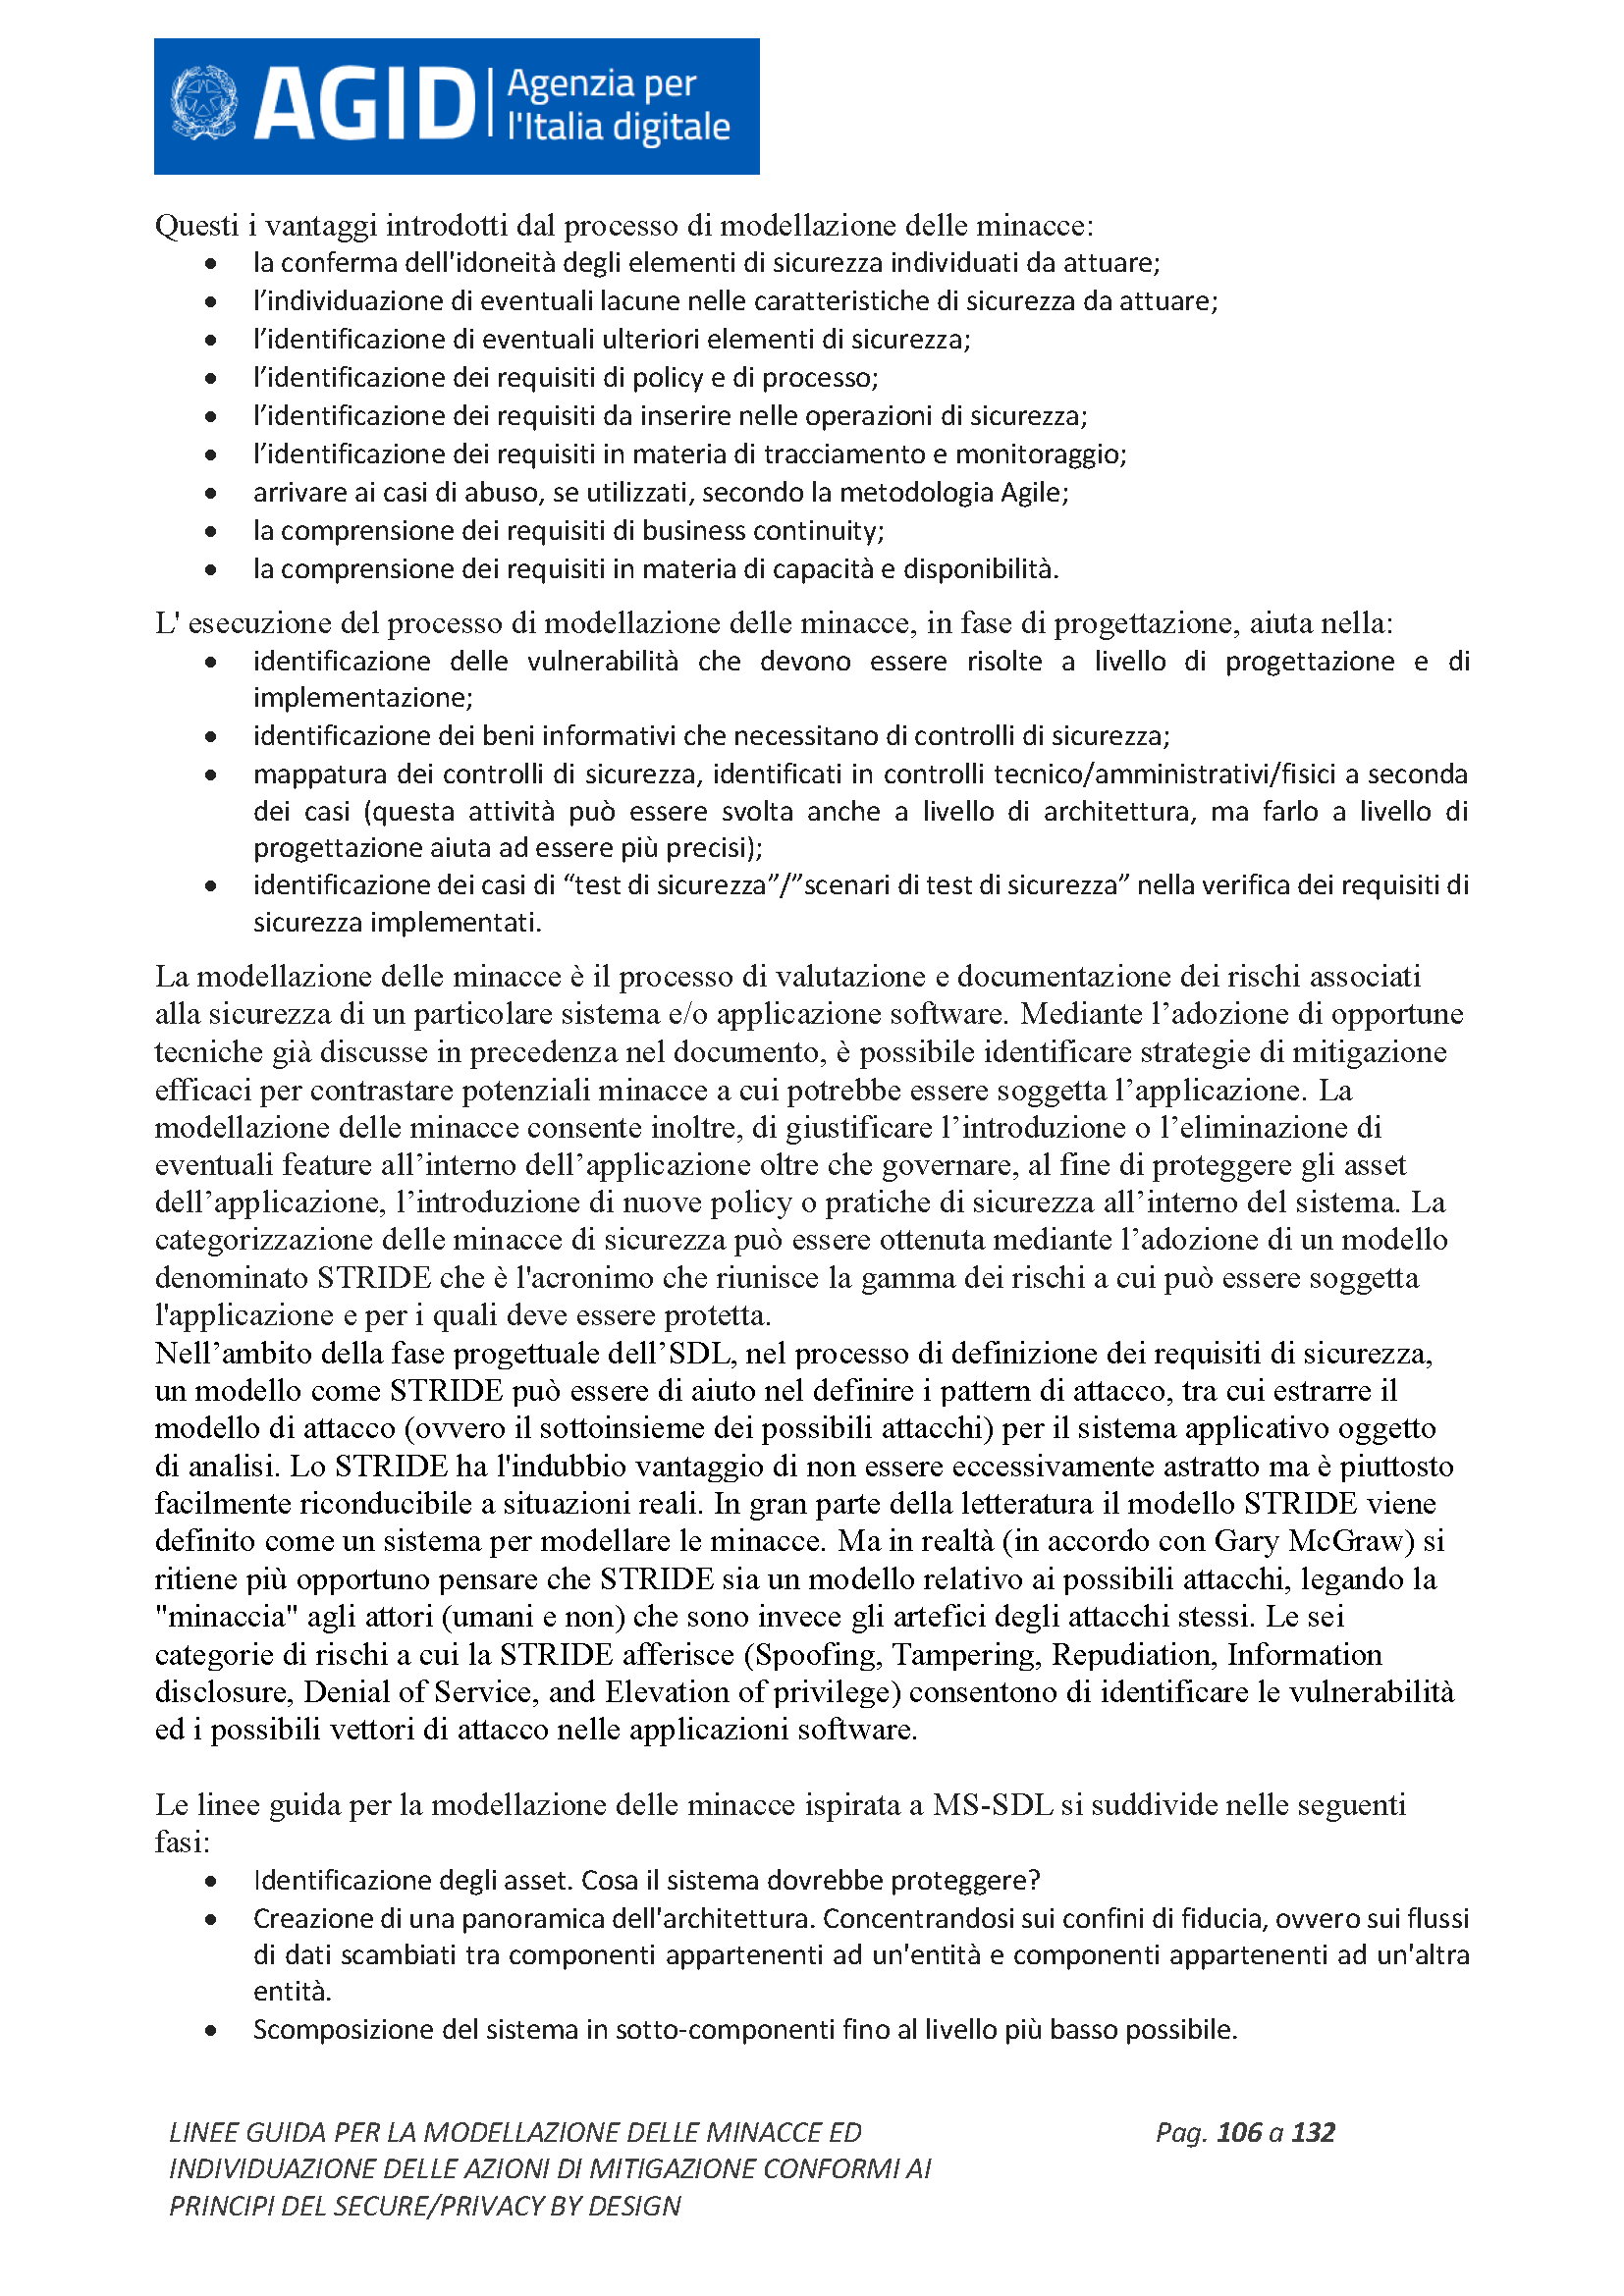 AGID Agenzia per
l'Italia digitale
Questi i vantaggi introdotti dal processo di modellazione delle minacce:
• la conferma dell'idoneità degli elementi di sicurezza individuati da attuare;
• l’individuazione di eventuali lacune nelle caratteristiche di sicurezza da attuare;
• l’identificazione di eventuali ulteriori elementi di sicurezza;
• l’identificazione dei requisiti di policy e di processo;
• l’identificazione dei requisiti da inserire nelle operazioni di sicurezza;
• l’identificazione dei requisiti in materia di tracciamento e monitoraggio;
• arrivare ai casi di abuso, se utilizzati, secondo la metodologia Agile;
• la comprensione dei requisiti di business continuity;
• la comprensione dei requisiti in materia di capacità e disponibilità.
L' esecuzione del processo di modellazione delle minacce, in fase di progettazione, aiuta nella:
• identificazione delle vulnerabilità che devono essere risolte a livello di progettazione e di
implementazione;
• identificazione dei beni informativi che necessitano di controlli di sicurezza;
• mappatura dei controlli di sicurezza, identificati in controlli tecnico/amministrativi/fisici a seconda
dei casi (questa attività può essere svolta anche a livello di architettura, ma farlo a livello di
progettazione aiuta ad essere più precisi);
• identificazione dei casi di “test di sicurezza”/”scenari di test di sicurezza” nella verifica dei requisiti di
sicurezza implementati.
La modellazione delle minacce è il processo di valutazione e documentazione dei rischi associati
alla sicurezza di un particolare sistema e/o applicazione software. Mediante l’adozione di opportune
tecniche già discusse in precedenza nel documento, è possibile identificare strategie di mitigazione
efficaci per contrastare potenziali minacce a cui potrebbe essere soggetta l’applicazione. La
modellazione delle minacce consente inoltre, di giustificare l’introduzione o l’eliminazione di
eventuali feature all’interno dell’applicazione oltre che governare, al fine di proteggere gli asset
dell’applicazione, l’introduzione di nuove policy o pratiche di sicurezza all’interno del sistema. La
categorizzazione delle minacce di sicurezza può essere ottenuta mediante l’adozione di un modello
denominato STRIDE che è l'acronimo che riunisce la gamma dei rischi a cui può essere soggetta
l'applicazione e per i quali deve essere protetta.
Nell’ambito della fase progettuale dell’SDL, nel processo di definizione dei requisiti di sicurezza,
un modello come STRIDE può essere di aiuto nel definire i pattern di attacco, tra cui estrarre il
modello di attacco (ovvero il sottoinsieme dei possibili attacchi) per il sistema applicativo oggetto
di analisi. Lo STRIDE ha l'indubbio vantaggio di non essere eccessivamente astratto ma è piuttosto
facilmente riconducibile a situazioni reali. In gran parte della letteratura il modello STRIDE viene
definito come un sistema per modellare le minacce. Ma in realtà (in accordo con Gary McGraw) si
ritiene più opportuno pensare che STRIDE sia un modello relativo ai possibili attacchi, legando la
"minaccia" agli attori (umani e non) che sono invece gli artefici degli attacchi stessi. Le sei
categorie di rischi a cui la STRIDE afferisce (Spoofing, Tampering, Repudiation, Information
disclosure, Denial of Service, and Elevation of privilege) consentono di identificare le vulnerabilità
ed i possibili vettori di attacco nelle applicazioni software.
Le linee guida per la modellazione delle minacce ispirata a MS-SDL si suddivide nelle seguenti
fasi:
• Identificazione degli asset. Cosa il sistema dovrebbe proteggere?
• Creazione di una panoramica dell'architettura. Concentrandosi sui confini di fiducia, ovvero sui flussi
di dati scambiati tra componenti appartenenti ad un'entità e componenti appartenenti ad un'altra
entità.
• Scomposizione del sistema in sotto-componenti fino al livello più basso possibile.
LINEE GUIDA PER LA MODELLAZIONE DELLE MINACCE ED Pag. 106 a 132
INDIVIDUAZIONE DELLE AZIONI DI MITIGAZIONE CONFORMI AI
PRINCIPI DEL SECURE/PRIVACY BY DESIGN